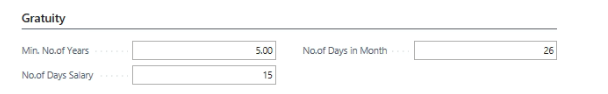 Gratuity
Min. No.of Years 5.00 No.of Days in Month 26
No.of Days Salary 15